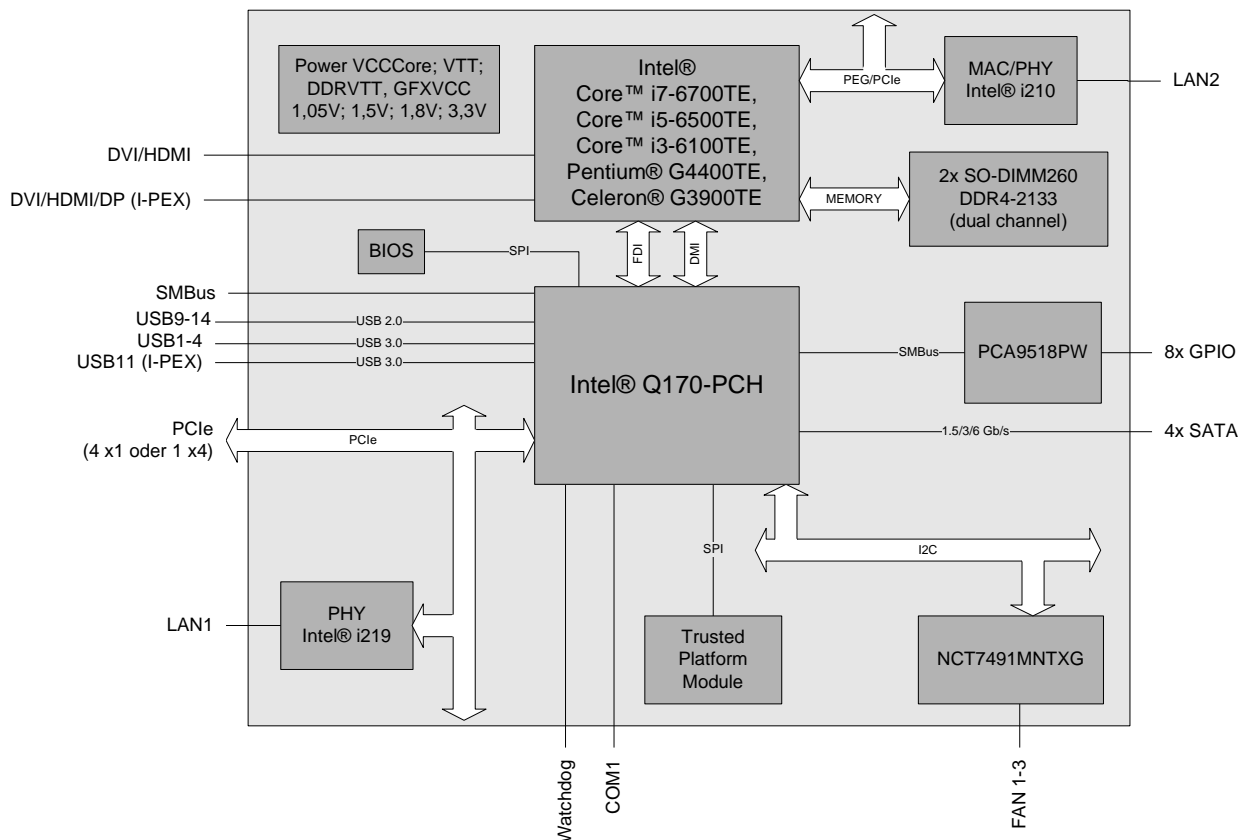 Power VCCCore; VTT;
DDRVTT, GFXVCC
1,05V; 1,5V; 1,8V; 3,3V
Intel®
Core™ i7-6700TE,
Core™ i5-6500TE,
Core™ i3-6100TE,
Pentium® G4400TE,
Celeron® G3900TE
PEG/PCIe
MAC/PHY
Intel® i210
LAN2
DVI/HDMI
DVI/HDMI/DP (I-PEX)
MEMORY
2x SO-DIMM260
DDR4-2133
(dual channel)
BIOS
SPI
FDI
DMI
SMBus
USB9-14
USB 2.0
USB1-4
USB 3.0
USB11 (I-PEX)
USB 3.0
Intel® Q170-PCH
SMBus
PCA9518PW
8x GPIO
PCIe
(4 x1 oder 1 x4)
PCIe
1.5/3/6 Gb/s
4x SATA
SPI
I2C
LAN1
PHY
Intel® i219
Trusted
Platform
Module
NCT7491MNTXG
Watchdog
COM1
FAN 1-3